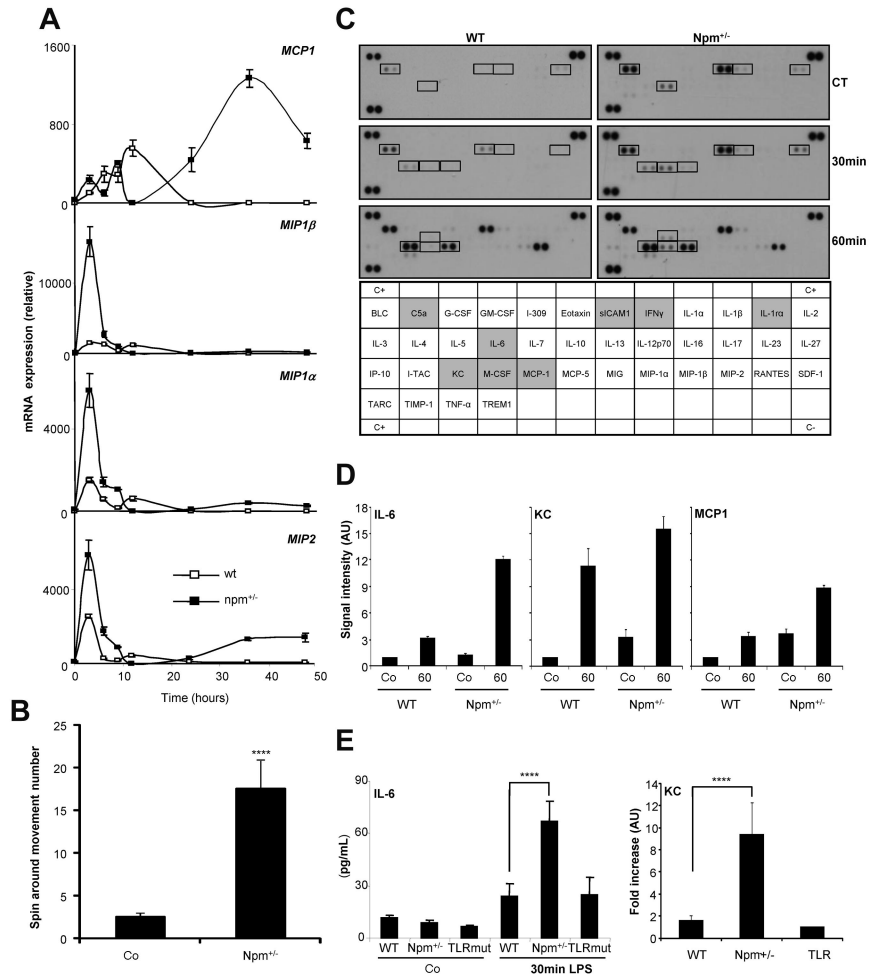 A
mRNA expression (relative)
1600
800
0
MCP1
10000
0
MIP1β
4000
0
MIP1α
4000
0
MIP2
wt
npm+/-
0 10 20 30 40 50
Time (hours)
B
Spin around movement number
25
20
15
10
5
0
****
Co Npm+/-
C
WT Npm+/-
CT
30min
60min
C+ C+
BLC C5a G-CSF GM-CSF I-309 Eotaxin sICAM1 IFNγ IL-1α IL-1β IL-1rα IL-2
IL-3 IL-4 IL-5 IL-6 IL-7 IL-10 IL-13 IL-12p70 IL-16 IL-17 IL-23 IL-27
IP-10 I-TAC KC M-CSF MCP-1 MCP-5 MIG MIP-1α MIP-1β MIP-2 RANTES SDF-1
TARC TIMP-1 TNF-α TREM1
C+ C-
D
Signal intensity (AU)
18
15
12
9
6
3
0
IL-6 KC MCP1
Co 60 Co 60 Co 60 Co 60 Co 60 Co 60
WT Npm+/- WT Npm+/- WT Npm+/-
E
(pg/mL)
90
60
30
0
IL-6
****
WT Npm+/- TLRmut WT Npm+/- TLRmut
Co 30min LPS
Fold increase (AU)
14
12
10
8
6
4
2
0
KC
****
WT Npm+/- TLR